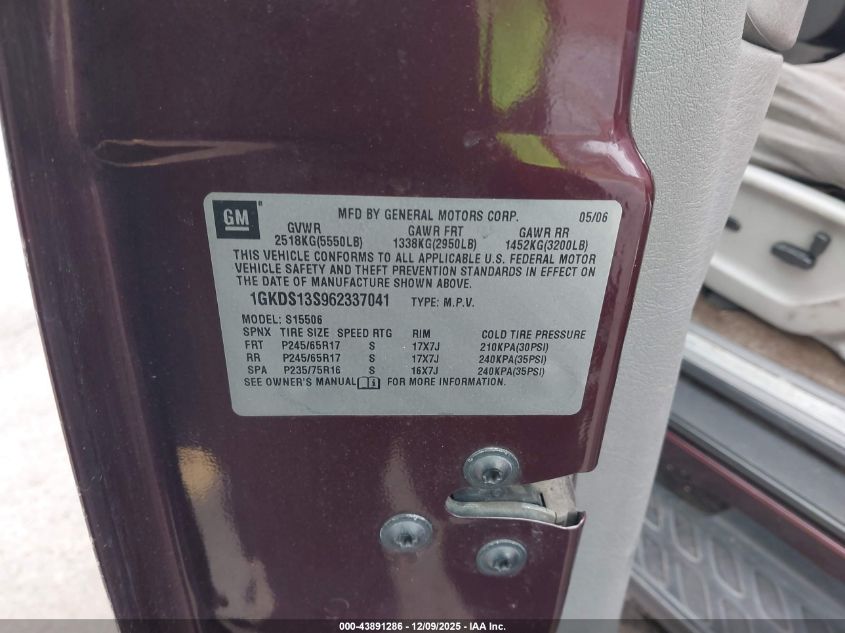 GM
MFD BY GENERAL MOTORS CORP. 05/06
GVWR GAWR FRT GAWR RR
2518KG(5550LB) 1338KG(2950LB) 1452KG(3200LB)
THIS VEHICLE CONFORMS TO ALL APPLICABLE U.S. FEDERAL MOTOR
VEHICLE SAFETY AND THEFT PREVENTION STANDARDS IN EFFECT ON
THE DATE OF MANUFACTURE SHOWN ABOVE.
1GKDS13S962337041 TYPE: M.P.V.
MODEL: S15506
SPNX TIRE SIZE SPEED RTG RIM COLD TIRE PRESSURE
FRT P245/65R17 S 17X7J 210KPA(30PSI)
RR P245/65R17 S 17X7J 240KPA(35PSI)
SPA P235/75R16 S 16X7J 240KPA(35PSI)
SEE OWNER'S MANUAL FOR MORE INFORMATION.
000-43891286 - 12/09/2025 - IAA Inc.